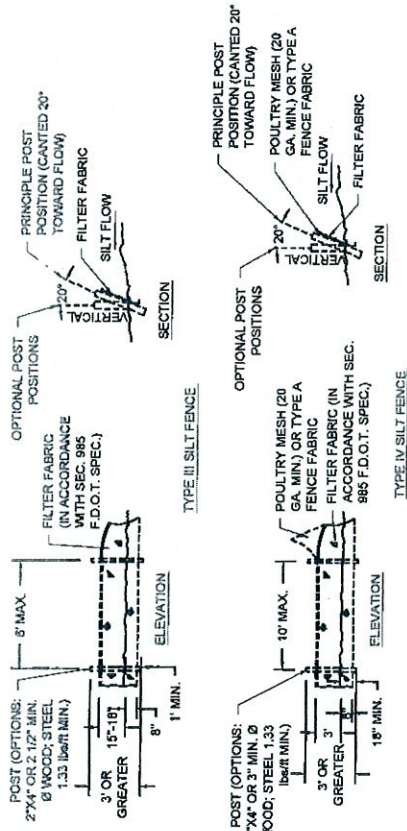 POST (OPTIONS:
2"X4" OR 2 1/2" MIN.
Ø WOOD; STEEL
1.33 lbs/ft MIN.)
6' MAX.
FILTER FABRIC
(IN ACCORDANCE
WITH SEC. 985
F.D.O.T. SPEC.)
3' OR
GREATER
15"-18"
8"
1' MIN.
ELEVATION
OPTIONAL POST
POSITIONS
PRINCIPLE POST
POSITION (CANTED 20°
TOWARD FLOW)
20°
VERTICAL
FILTER FABRIC
SILT FLOW
SECTION
TYPE III SILT FENCE
POST (OPTIONS:
"X4" OR 3" MIN. Ø
OOD; STEEL 1.33
lbs/ft MIN.)
10' MAX.
POULTRY MESH (20
GA. MIN.) OR TYPE A
FENCE FABRIC
FILTER FABRIC (IN
ACCORDANCE WITH SEC.
985 F.D.O.T. SPEC.)
3' OR
GREATER
3'
18" MIN.
ELEVATION
OPTIONAL POST
POSITIONS
PRINCIPLE POST
POSITION (CANTED 20°
TOWARD FLOW)
20°
VERTICAL
POULTRY MESH (20
GA. MIN.) OR TYPE A
FENCE FABRIC
SILT FLOW
FILTER FABRIC
SECTION
TYPE IV SILT FENCE